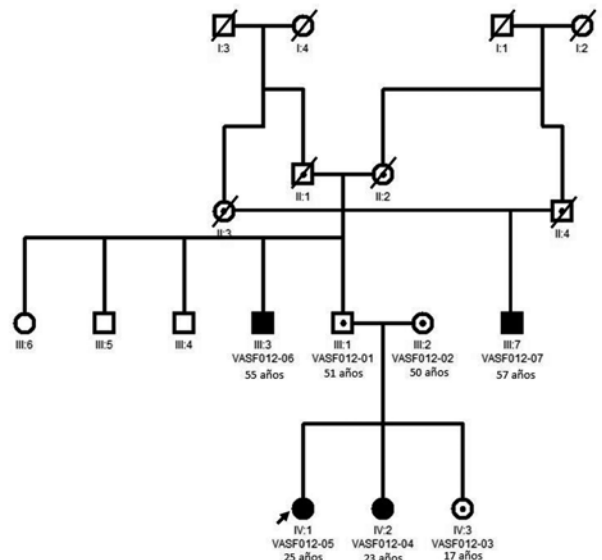 I:3
I:4
I:1
I:2
II:1
II:2
II:3
II:4
III:6
III:5
III:4
III:3
VASF012-06
55 años
III:1
VASF012-01
51 años
III:2
VASF012-02
50 años
III:7
VASF012-07
57 años
IV:1
VASF012-05
25 años
IV:2
VASF012-04
23 años
IV:3
VASF012-03
17 años